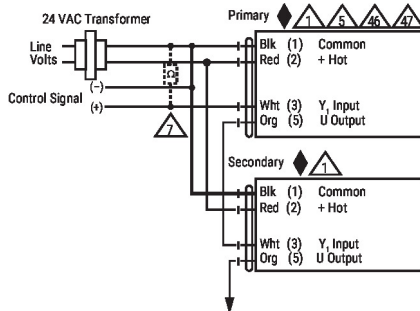 24 VAC Transformer
Primary 1 5 46 47
Line Volts
Blk (1) Common
Red (2) + Hot
Ω
(−)
Control Signal (+)
Wht (3) Y₁ Input
Org (5) U Output
7
Secondary 1
Blk (1) Common
Red (2) + Hot
Wht (3) Y₁ Input
Org (5) U Output